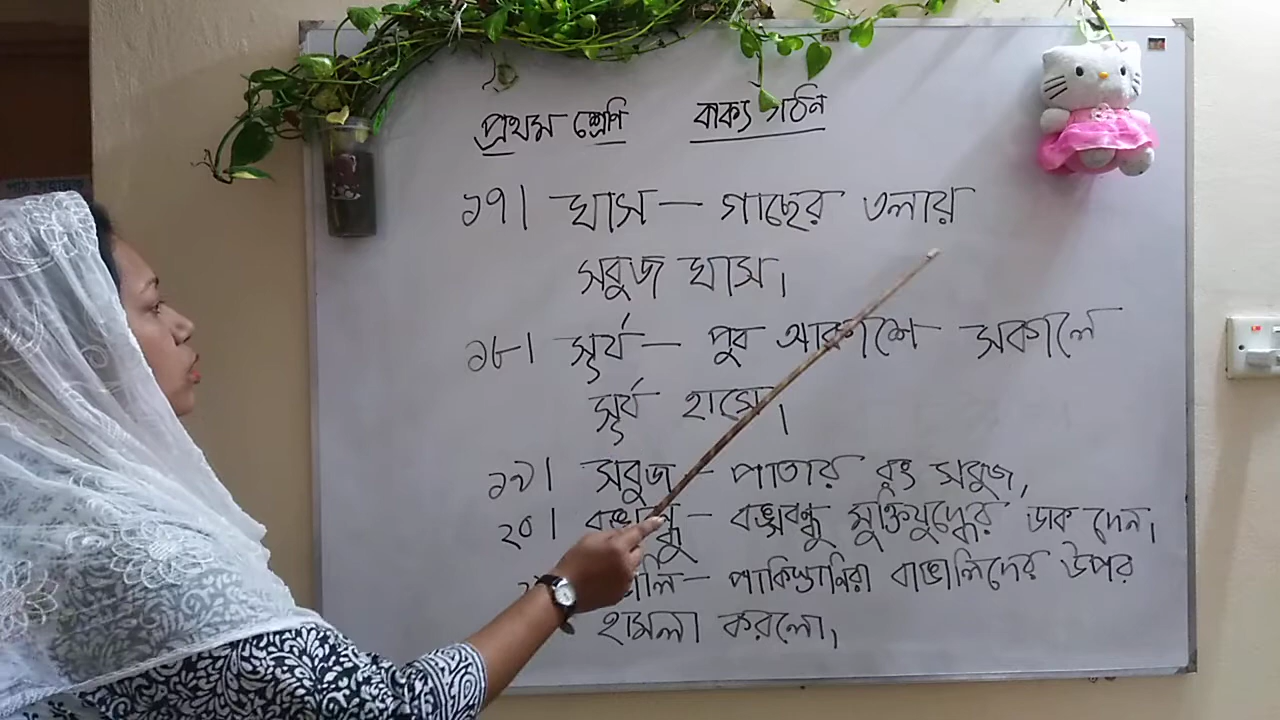 প্রথম শ্রেণি বাক্য গঠন
১৭। ঘাস — গাছের তলায়
সবুজ ঘাস।
১৮। সূর্য — পুব আকাশে সকালে
সূর্য হাসে।
১৯। সবুজ — পাতার রং সবুজ,
২০। বঙ্গবন্ধু — বঙ্গবন্ধু মুক্তিযুদ্ধের ডাক দেন।
পাকিস্তানিরা বাঙালিদের উপর
হামলা করলো,